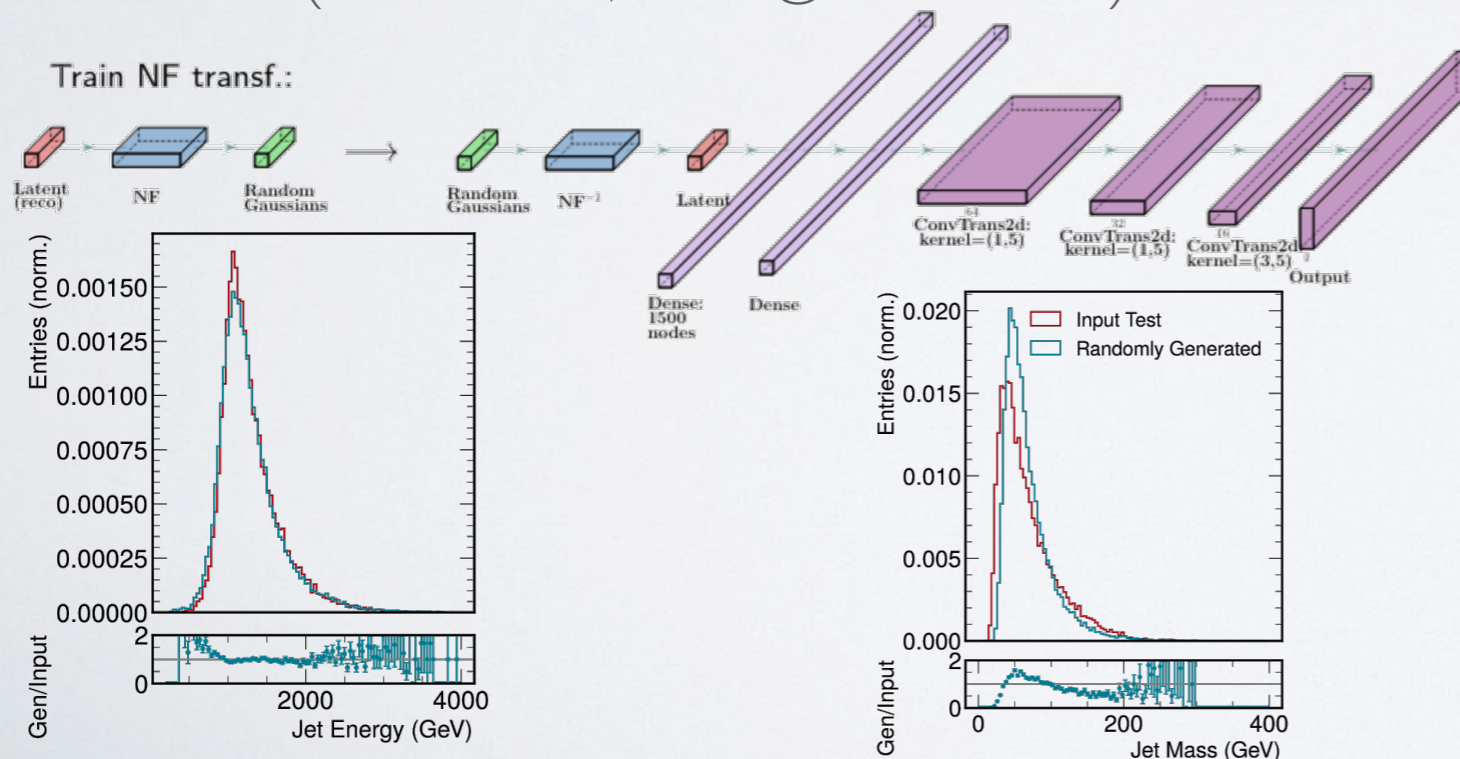 Train NF transf.:
Latent
(reco)
NF
Random
Gaussians
Random
Gaussians
NF⁻¹
Latent
Dense:
1500
nodes
Dense
64
ConvTrans2d:
kernel=(1,5)
32
ConvTrans2d:
kernel=(1,5)
16
ConvTrans2d
kernel=(3,5)
Output
Entries (norm.)
0.00150
0.00125
0.00100
0.00075
0.00050
0.00025
0.00000
Gen/Input
2
0
2000
4000
Jet Energy (GeV)
Entries (norm.)
0.020
0.015
0.010
0.005
0.000
Input Test
Randomly Generated
Gen/Input
2
0
0
200
400
Jet Mass (GeV)